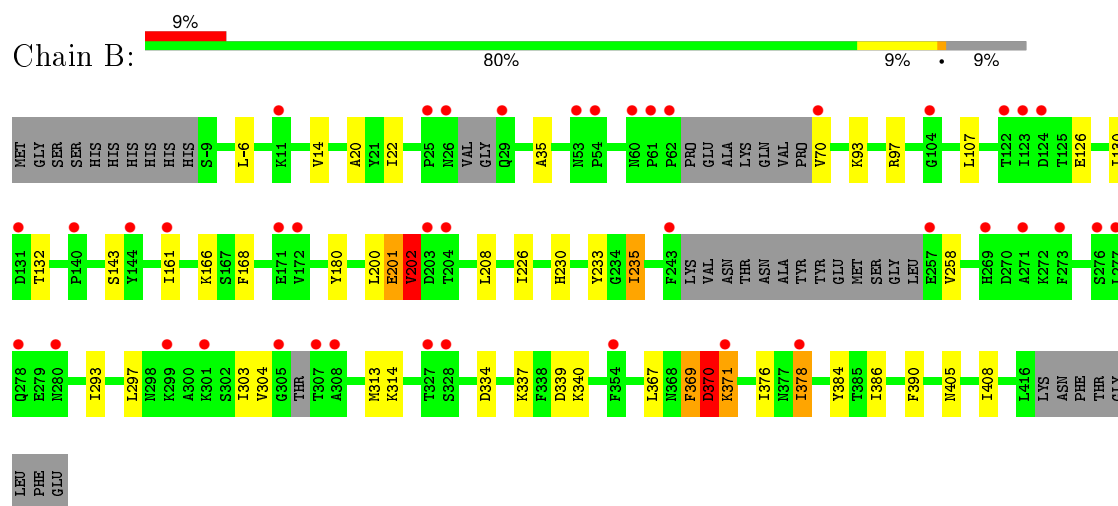 9%
Chain B:
80% 9% • 9%
MET GLY SER SER HIS HIS HIS HIS HIS HIS S-9 L-6 K11 V14 A20 Y21 I22 P25 N26 VAL GLY Q29 A35 N53 P54 N60 P61 P62 PRO GLU ALA LYS GLN VAL PRO V70 K93 R97 G104 L107 T122 I123 D124 T125 E126 I130
D131 T132 P140 S143 Y144 I161 K166 S167 F168 E171 V172 Y180 L200 E201 V202 D203 T204 L208 I226 H230 Y233 G234 I235 F243 LYS VAL ASN THR ASN ALA TYR TYR GLU MET SER GLY LEU E257 V258 H269 D270 A271 K272 F273 S276 L277
Q278 E279 N280 I293 L297 N298 K299 A300 K301 S302 I303 V304 G305 THR T307 A308 M313 K314 T327 S328 D334 K337 F338 D339 K340 F354 L367 N368 F369 D370 K371 I376 N377 I378 Y384 T385 I386 F390 N405 I408 L416 LYS ASN PHE THR GLY
LEU PHE GLU